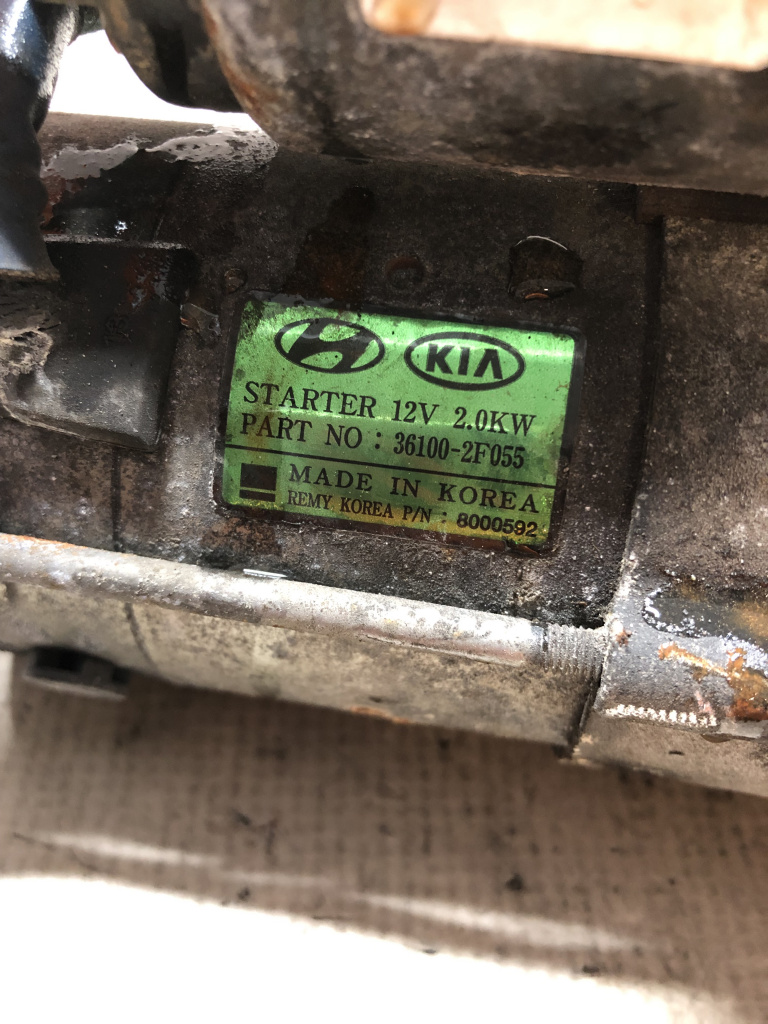 KIA
STARTER 12V 2.0KW
PART NO : 36100-2F055
MADE IN KOREA
REMY KOREA P/N : 8000592